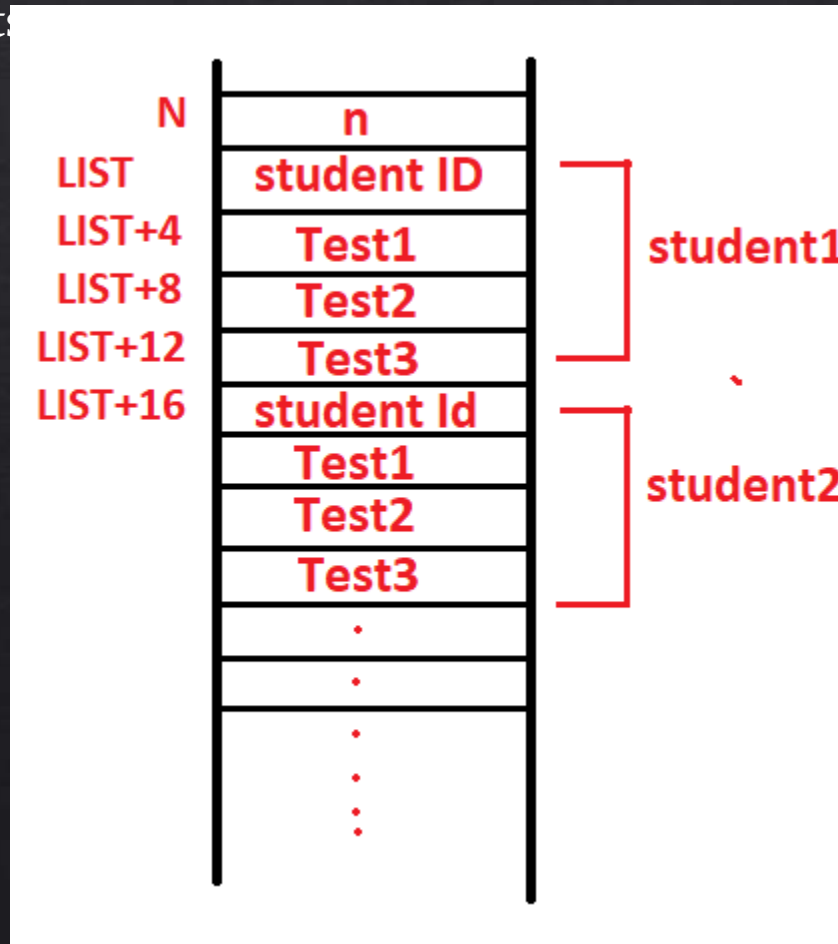 N n
LIST student ID
LIST+4 Test1 student1
LIST+8 Test2
LIST+12 Test3
LIST+16 student Id
Test1
Test2 student2
Test3